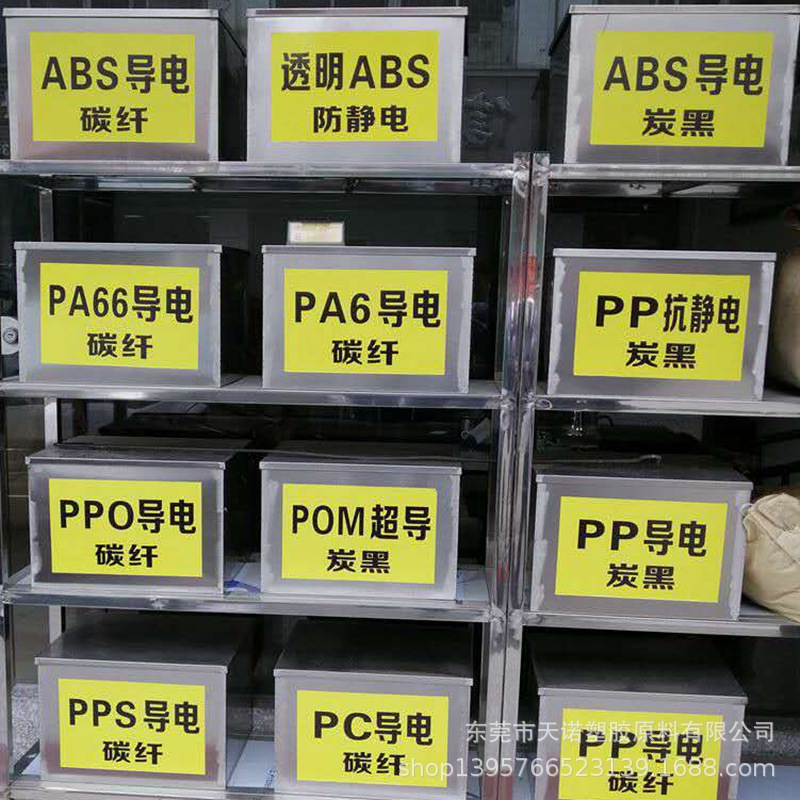 ABS导电
碳纤
透明ABS
防静电
ABS导电
炭黑
PA66导电
碳纤
PA6导电
碳纤
PP抗静电
炭黑
PPO导电
碳纤
POM超导
炭黑
PP导电
炭黑
PPS导电
碳纤
PC导电
碳纤
PP导电
碳纤
东莞市天诺塑胶原料有限公司
shop1395766523139.1688.com